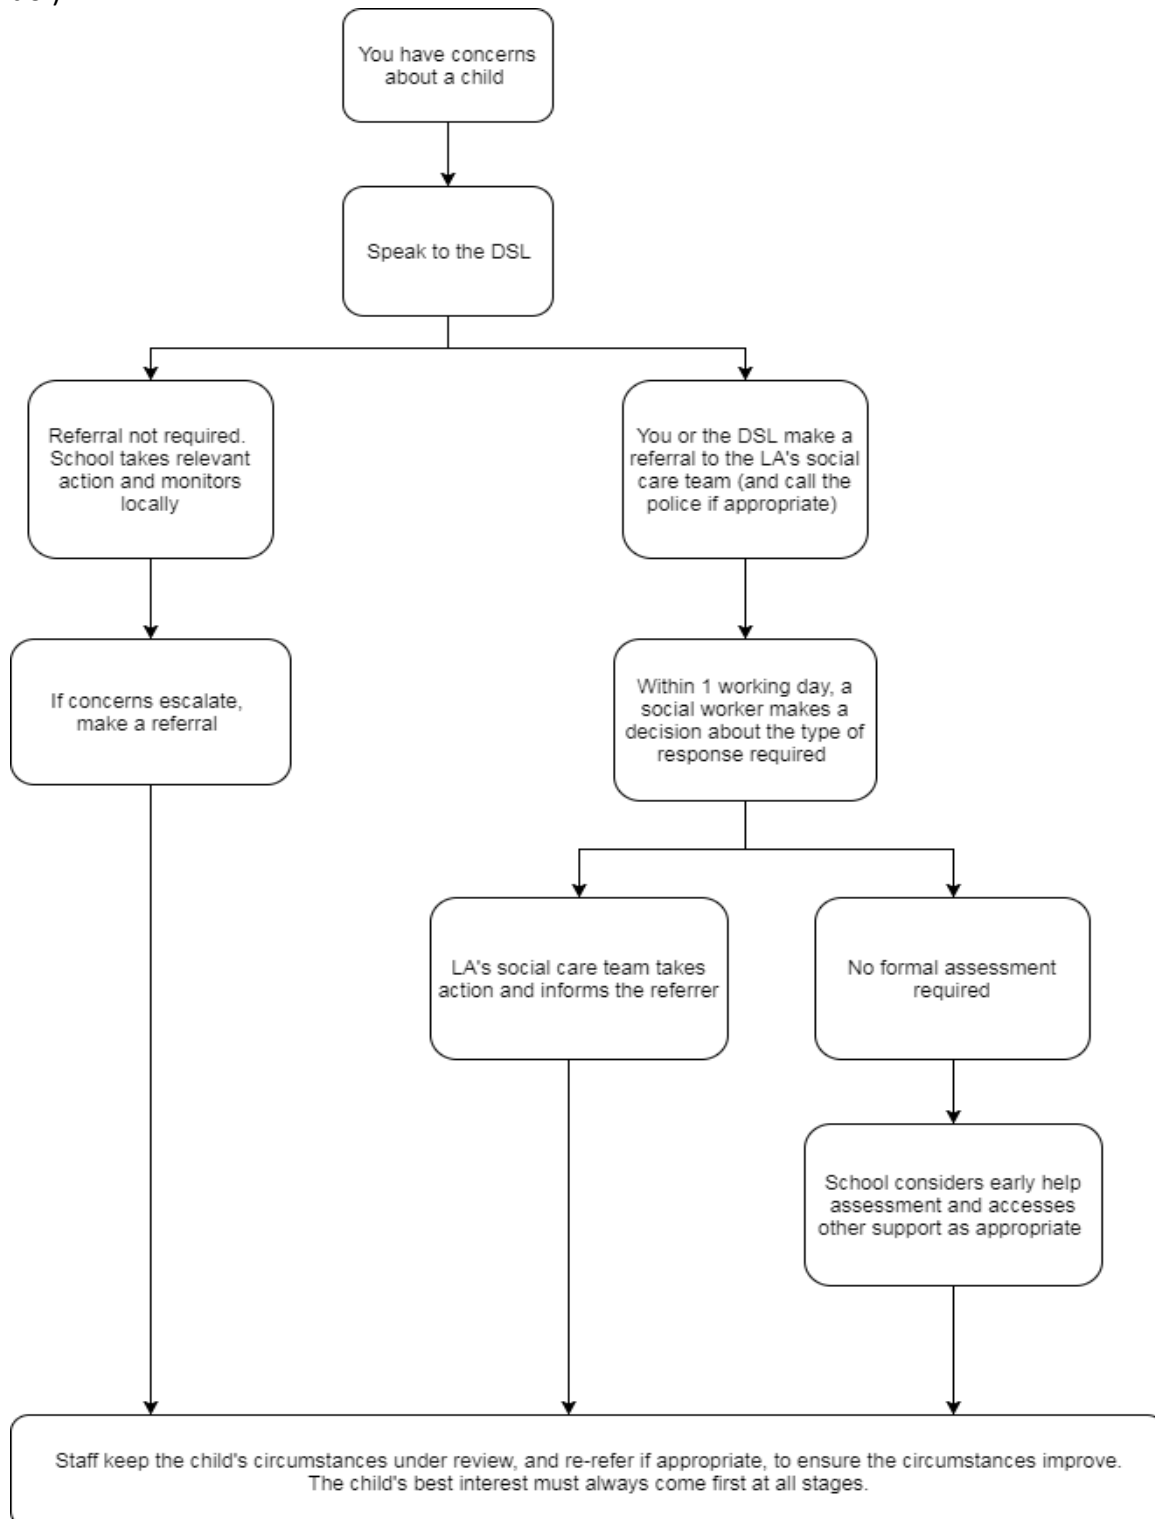 You have concerns
about a child
Speak to the DSL
Referral not required.
School takes relevant
action and monitors
locally
You or the DSL make a
referral to the LA's social
care team (and call the
police if appropriate)
If concerns escalate,
make a referral
Within 1 working day, a
social worker makes a
decision about the type of
response required
LA's social care team takes
action and informs the referrer
No formal assessment
required
School considers early help
assessment and accesses
other support as appropriate
Staff keep the child's circumstances under review, and re-refer if appropriate, to ensure the circumstances improve.
The child's best interest must always come first at all stages.